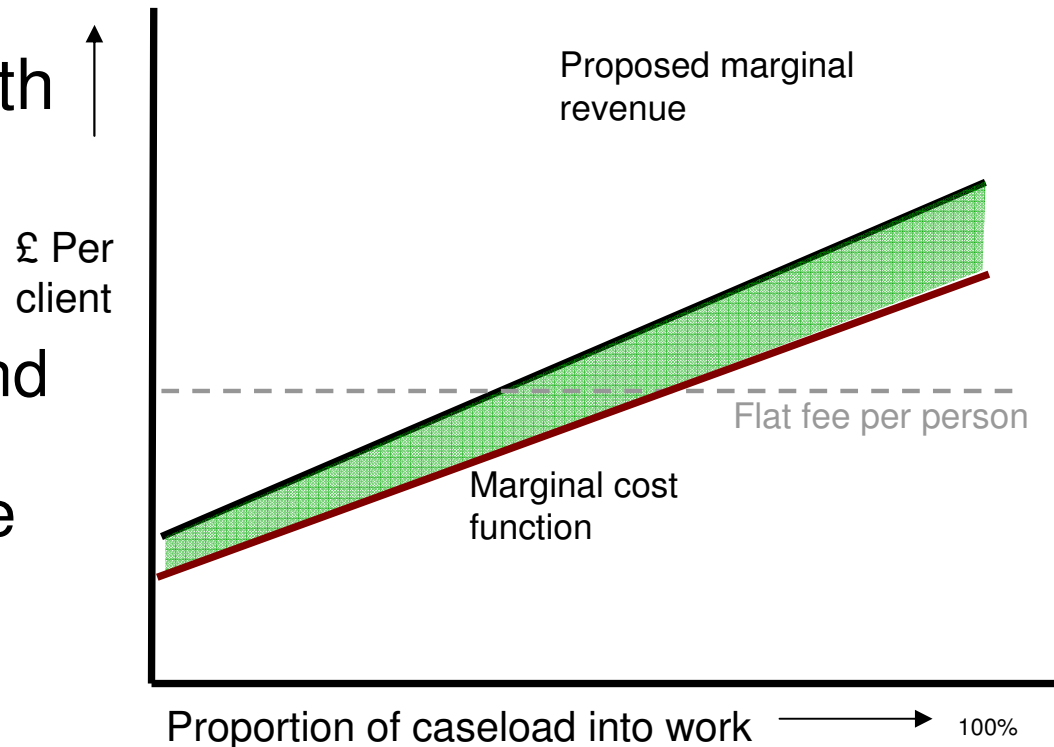 th
Proposed marginal
revenue
£ Per
client
nd
e
Flat fee per person
Marginal cost
function
Proportion of caseload into work
100%